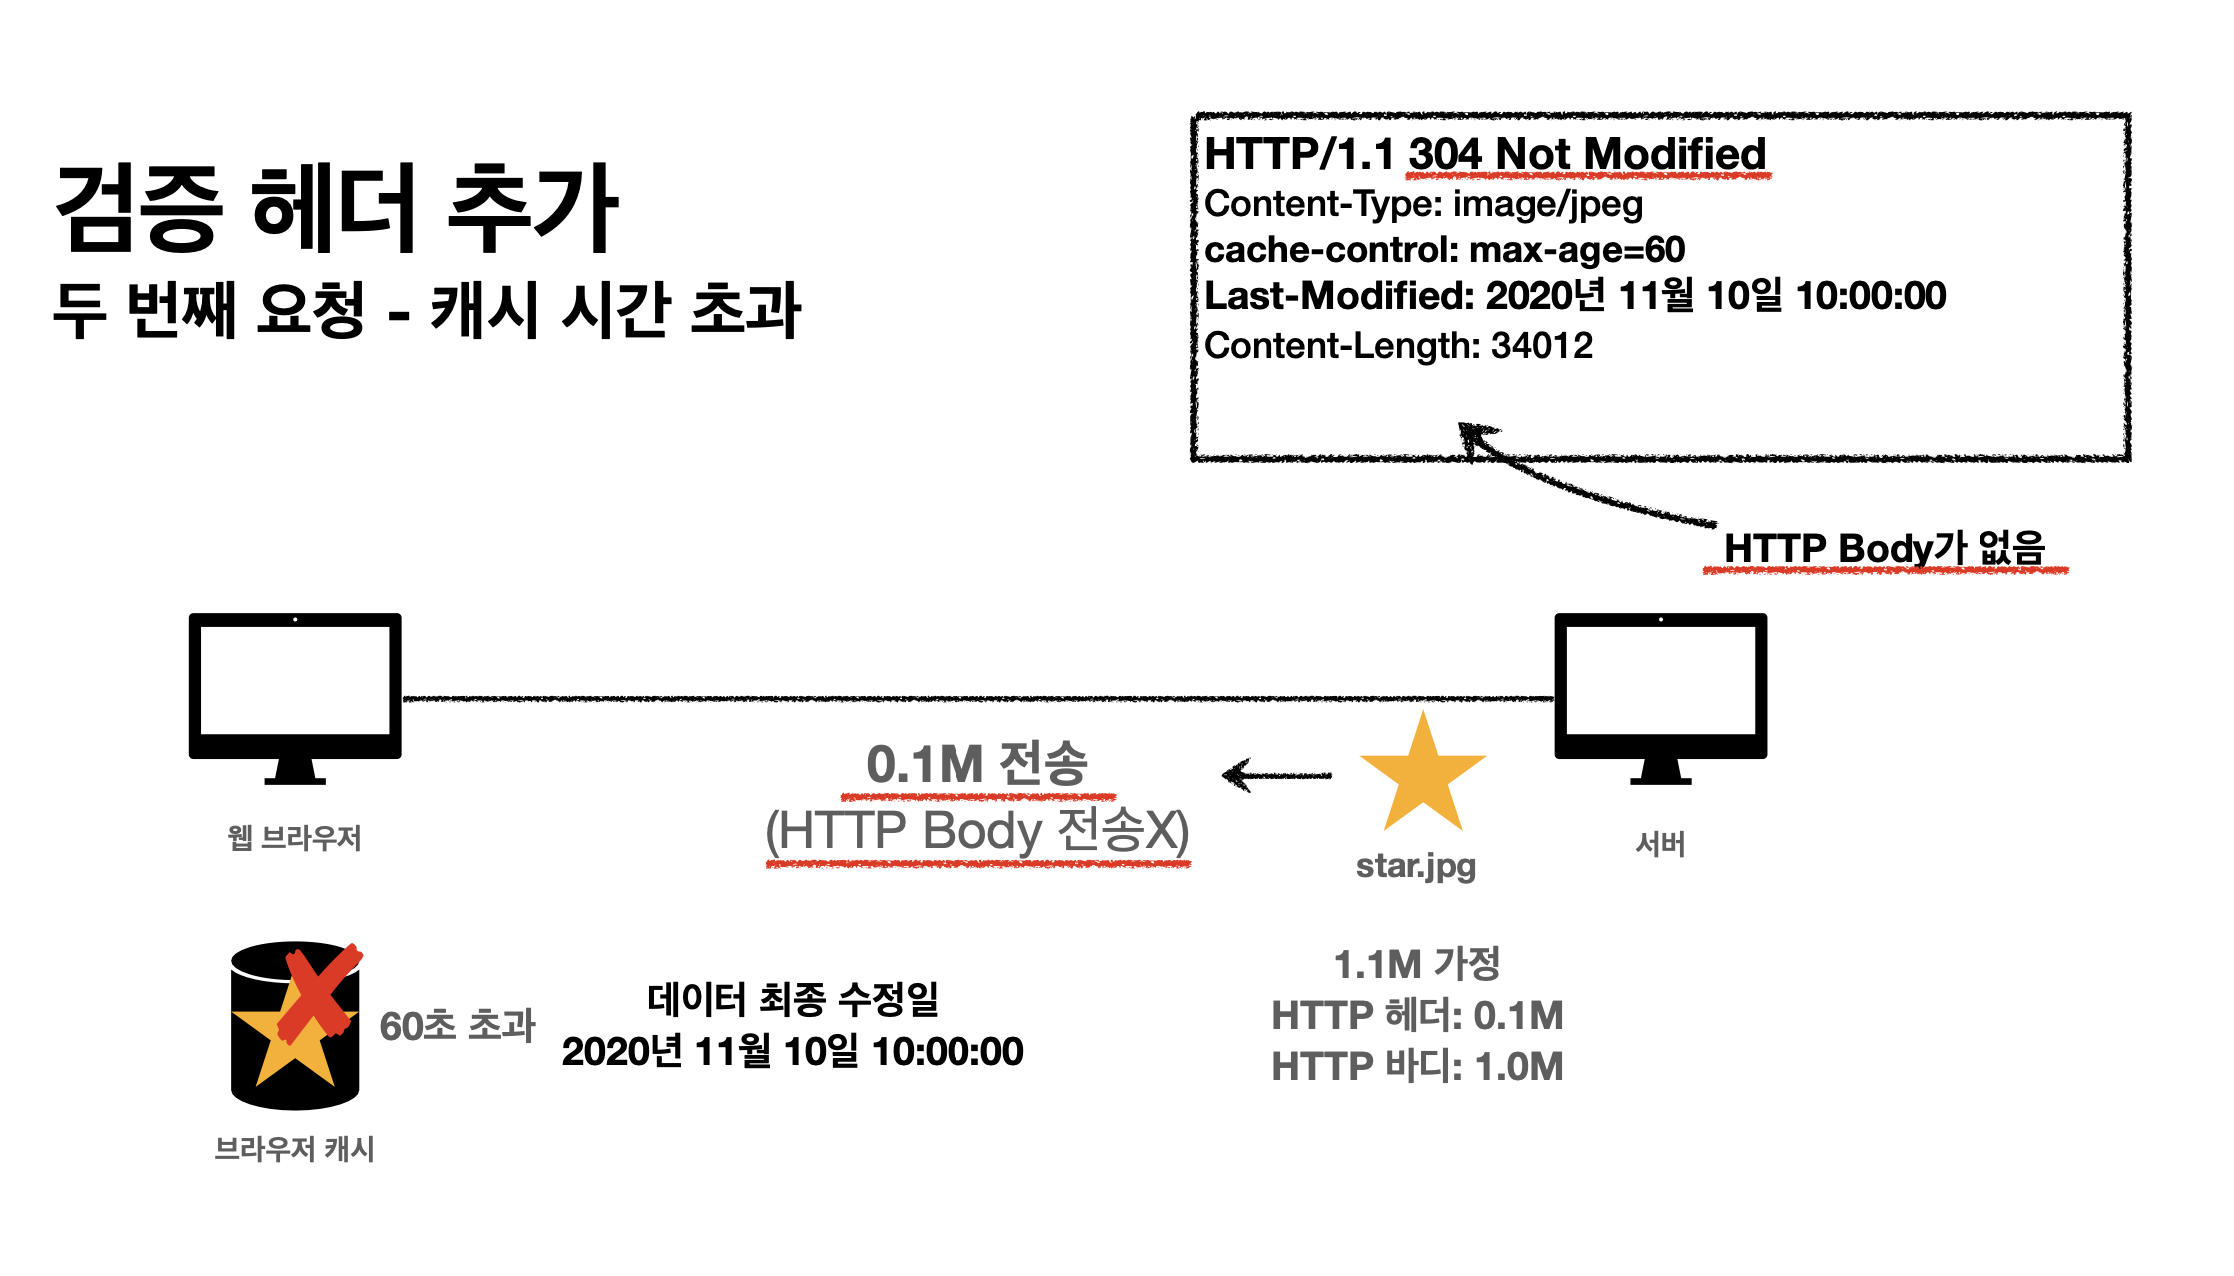 검증 헤더 추가
두 번째 요청 - 캐시 시간 초과
HTTP/1.1 304 Not Modified
Content-Type: image/jpeg
cache-control: max-age=60
Last-Modified: 2020년 11월 10일 10:00:00
Content-Length: 34012
HTTP Body가 없음
0.1M 전송
(HTTP Body 전송X)
웹 브라우저
star.jpg
서버
60초 초과
데이터 최종 수정일
2020년 11월 10일 10:00:00
1.1M 가정
HTTP 헤더: 0.1M
HTTP 바디: 1.0M
브라우저 캐시